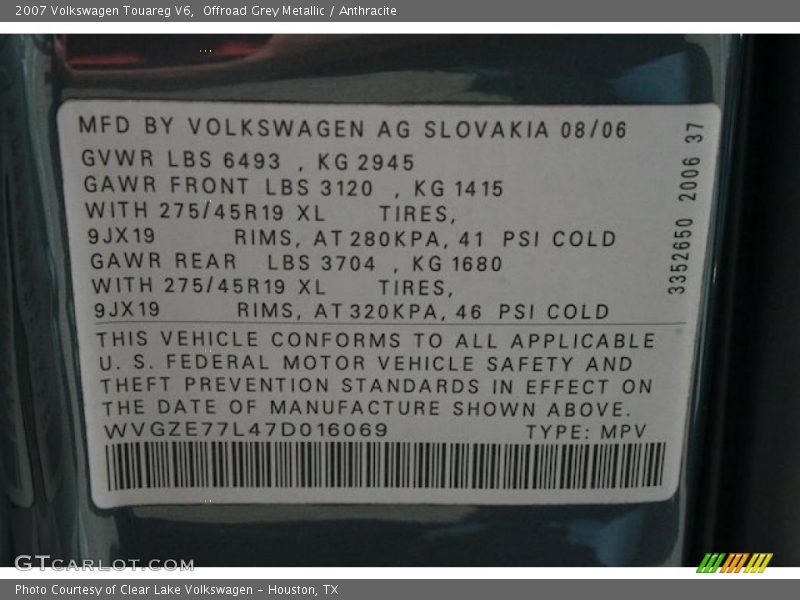 2007 Volkswagen Touareg V6,  Offroad Grey Metallic / Anthracite
MFD BY VOLKSWAGEN AG SLOVAKIA 08/06
GVWR LBS 6493 , KG 2945
GAWR FRONT LBS 3120 , KG 1415
WITH 275/45R19 XL TIRES,
9JX19 RIMS, AT 280KPA, 41 PSI COLD
GAWR REAR LBS 3704 , KG 1680
WITH 275/45R19 XL TIRES,
9JX19 RIMS, AT 320KPA, 46 PSI COLD
THIS VEHICLE CONFORMS TO ALL APPLICABLE
U. S. FEDERAL MOTOR VEHICLE SAFETY AND
THEFT PREVENTION STANDARDS IN EFFECT ON
THE DATE OF MANUFACTURE SHOWN ABOVE.
WVGZE77L47D016069 TYPE: MPV
3352650 2006 37
GTCARLOT.COM
Photo Courtesy of Clear Lake Volkswagen - Houston, TX